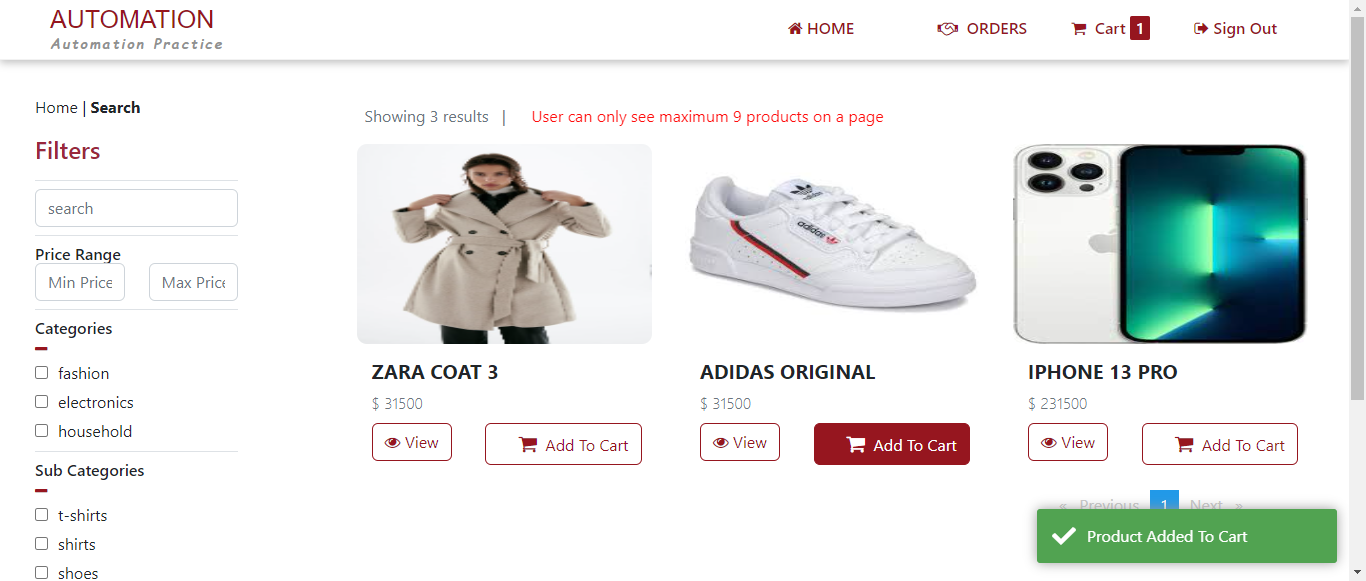 AUTOMATION
Automation Practice
HOME
ORDERS
Cart 1
Sign Out
Home | Search
Showing 3 results | User can only see maximum 9 products on a page
Filters
search
Price Range
Min Price
Max Price
Categories
fashion
electronics
household
Sub Categories
t-shirts
shirts
shoes
adidas
adidas
ZARA COAT 3
$ 31500
View
Add To Cart
ADIDAS ORIGINAL
$ 31500
View
Add To Cart
IPHONE 13 PRO
$ 231500
View
Add To Cart
« Previous 1 Next »
Product Added To Cart